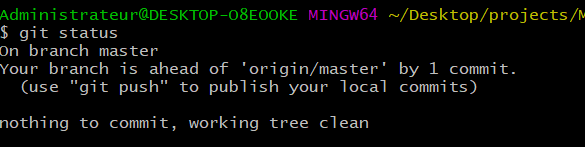 Administrateur@DESKTOP-O8EOOKE MINGW64 ~/Desktop/projects/M
$ git status
On branch master
Your branch is ahead of 'origin/master' by 1 commit.
  (use "git push" to publish your local commits)

nothing to commit, working tree clean